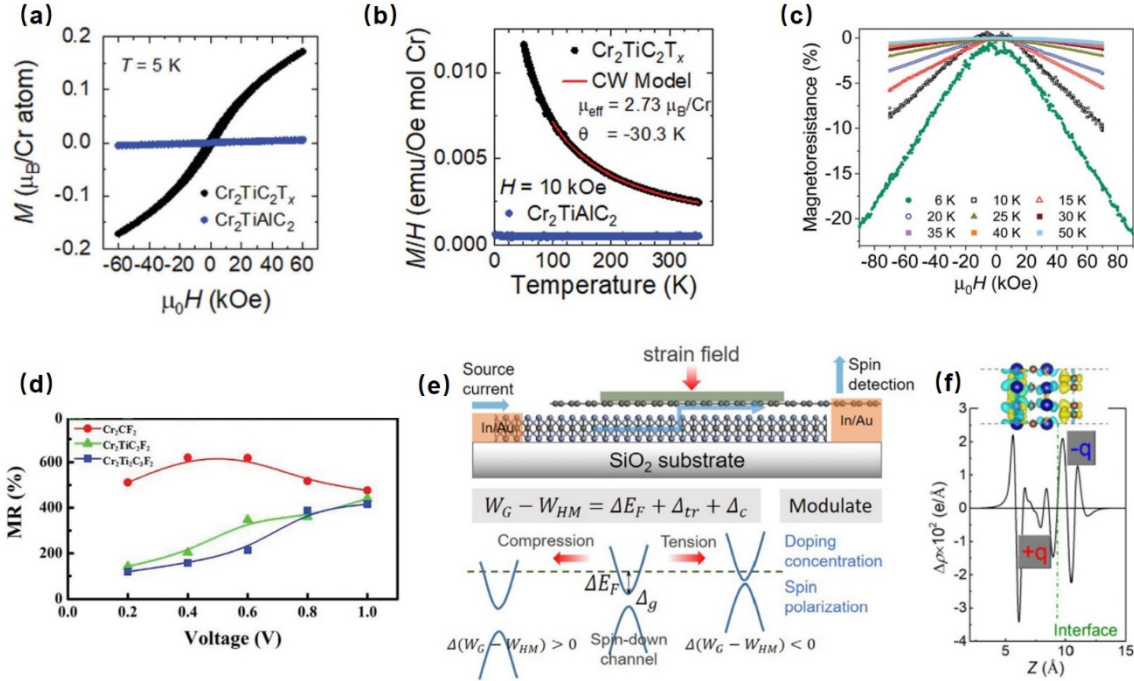 (a)
0.2
0.1
0.0
-0.1
-0.2
M (μB/Cr atom)
T = 5 K
Cr2TiC2Tx
Cr2TiAlC2
-60 -40 -20 0 20 40 60
μ0H (kOe)
(b)
0.010
0.005
0.000
M/H (emu/Oe mol Cr)
Cr2TiC2Tx
CW Model
μeff = 2.73 μB/Cr
θ = -30.3 K
H = 10 kOe
Cr2TiAlC2
0 100 200 300
Temperature (K)
(c)
0
-5
-10
-15
-20
Magnetoresistance (%)
6 K 10 K 15 K
20 K 25 K 30 K
35 K 40 K 50 K
-80 -60 -40 -20 0 20 40 60 80
μ0H (kOe)
(d)
0
600
400
200
0
MR (%)
Cr2CF2
Cr2TiC2F2
Cr2Ti2C3F2
0.0 0.2 0.4 0.6 0.8 1.0
Voltage (V)
(e)
strain field
Source
current
Spin
detection
In/Au
In/Au
SiO2 substrate
WG − WHM = ΔEF + Δtr + Δc
Modulate
Compression
Tension
Doping
concentration
Spin
polarization
ΔEF
Δg
Δ(WG − WHM) > 0
Spin-down
channel
Δ(WG − WHM) < 0
(f)
3
2
1
0
-1
-2
-3
-4
Δρ×10² (e/Å)
-q
+q
Interface
5 10 15
Z (Å)